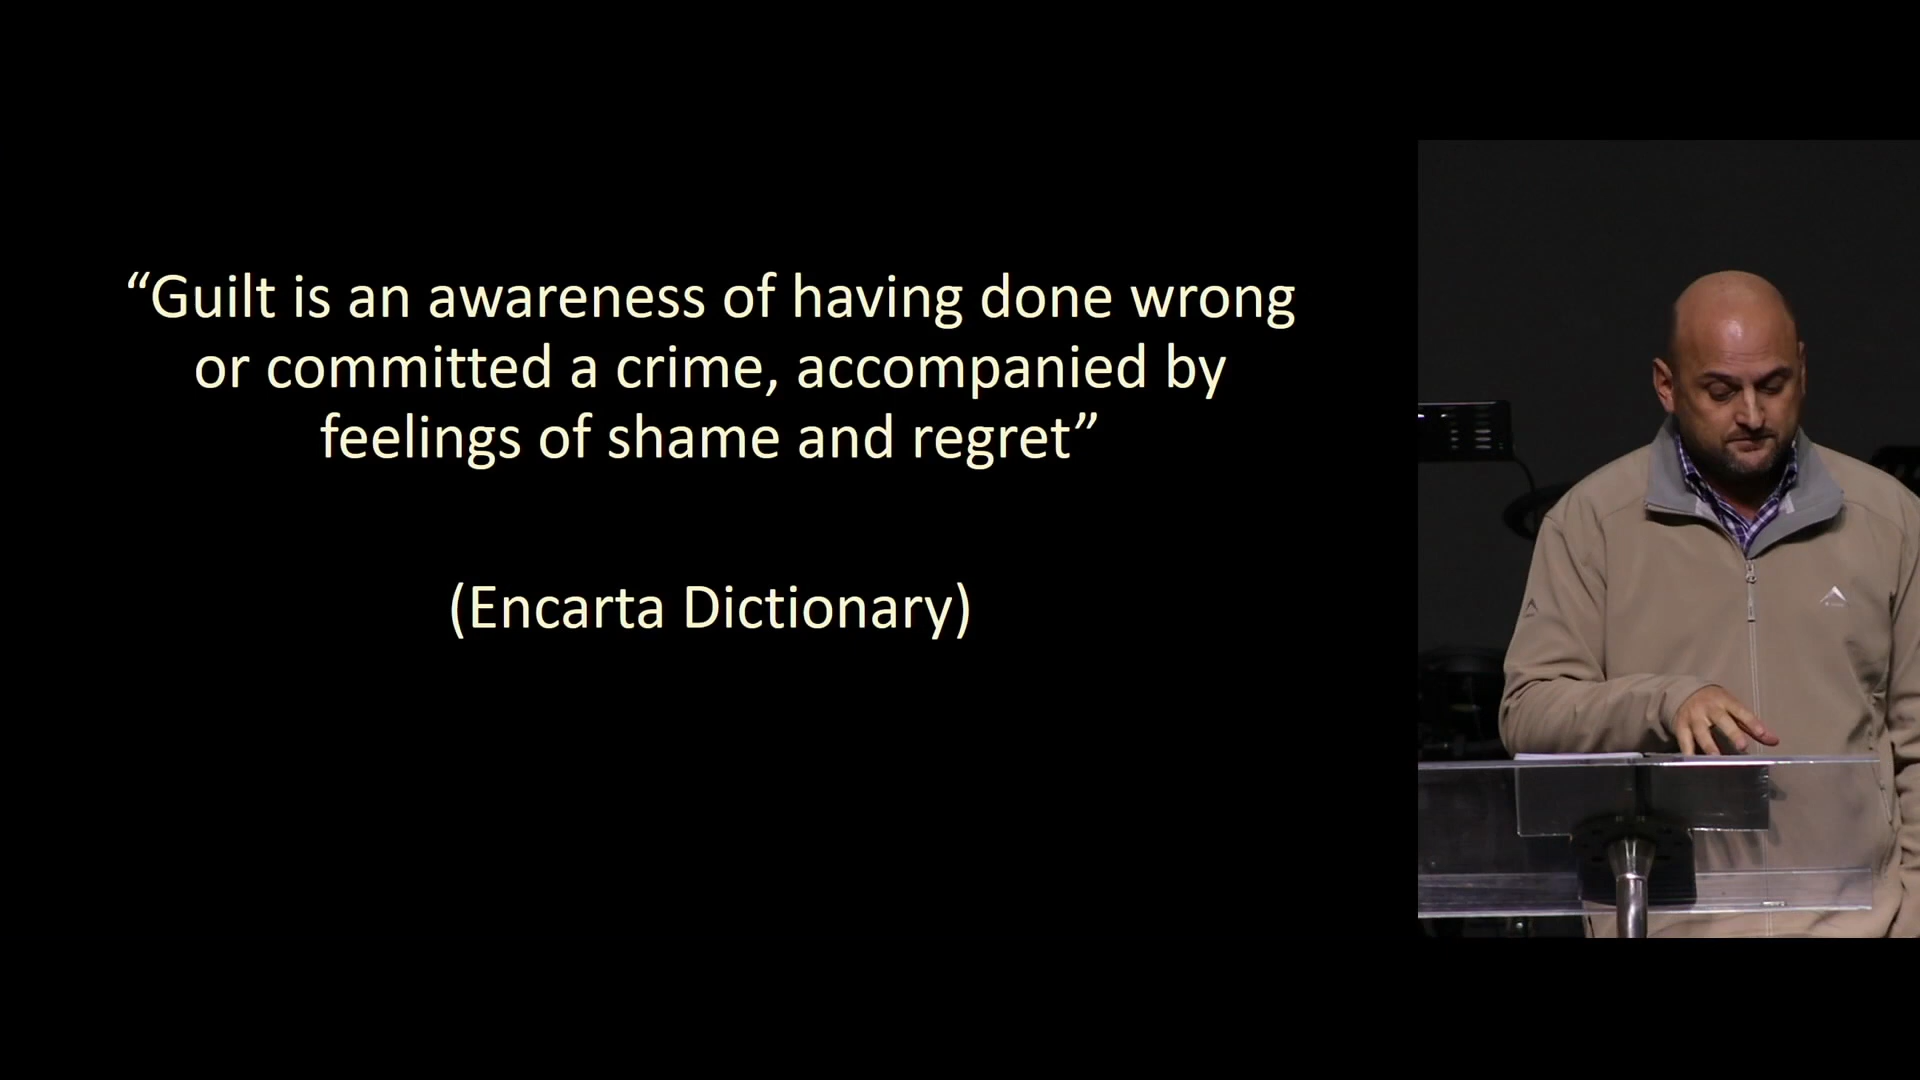 “Guilt is an awareness of having done wrong
or committed a crime, accompanied by
feelings of shame and regret”
(Encarta Dictionary)